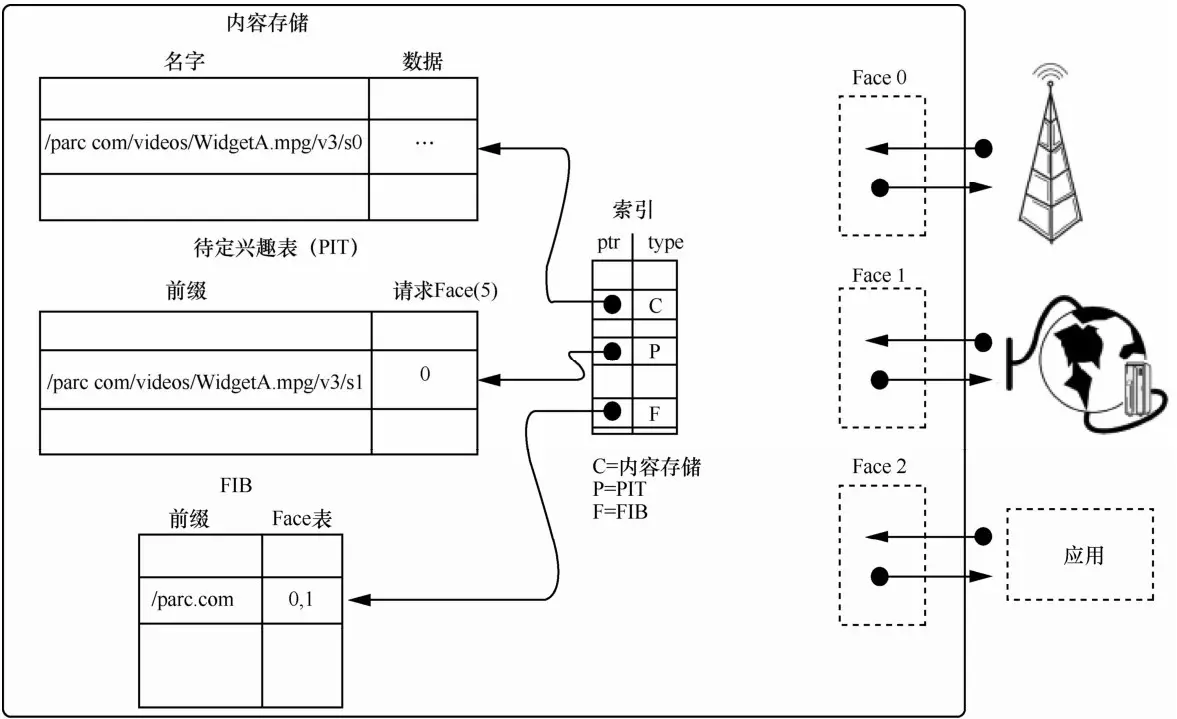 内容存储
名字 数据
/parc com/videos/WidgetA.mpg/v3/s0 …
待定兴趣表（PIT）
前缀 请求Face(5)
/parc com/videos/WidgetA.mpg/v3/s1 0
FIB
前缀 Face表
/parc.com 0,1
索引
ptr type
C
P
F
C=内容存储
P=PIT
F=FIB
Face 0
Face 1
Face 2
应用